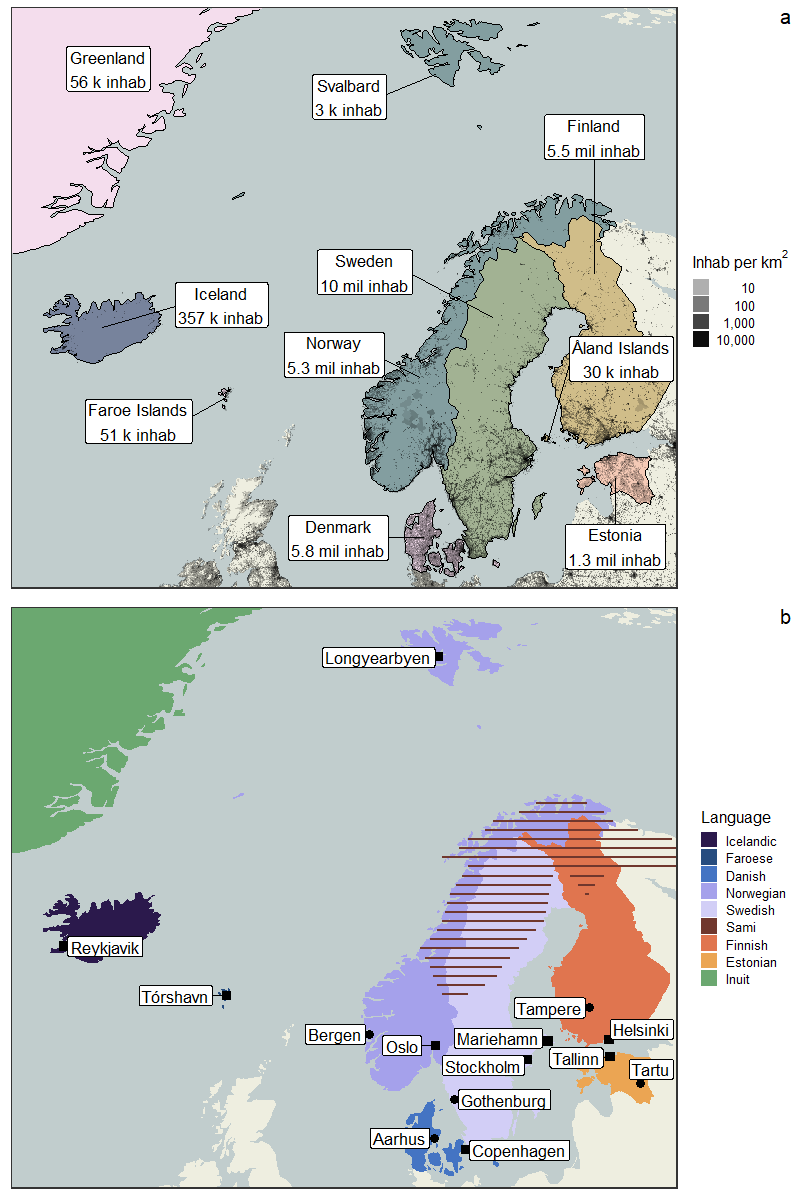 a
Greenland
56 k inhab
Svalbard
3 k inhab
Finland
5.5 mil inhab
Sweden
10 mil inhab
Iceland
357 k inhab
Norway
5.3 mil inhab
Åland Islands
30 k inhab
Faroe Islands
51 k inhab
Denmark
5.8 mil inhab
Estonia
1.3 mil inhab
Inhab per km2
10
100
1,000
10,000
b
Longyearbyen
Reykjavik
Tórshavn
Bergen
Oslo
Tampere
Mariehamn
Helsinki
Stockholm
Tallinn
Tartu
Gothenburg
Aarhus
Copenhagen
Language
Icelandic
Faroese
Danish
Norwegian
Swedish
Sami
Finnish
Estonian
Inuit